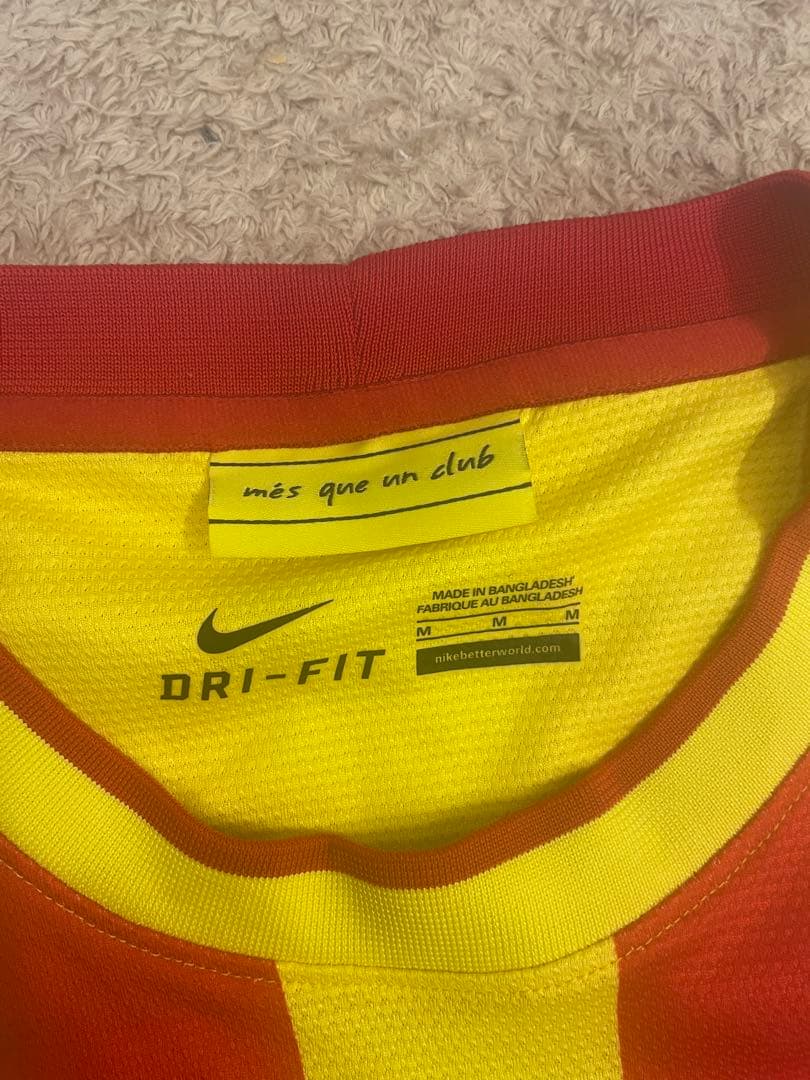 més que un club
DRI-FIT
MADE IN BANGLADESH
FABRIQUE AU BANGLADESH
M M M
nikebetterworld.com